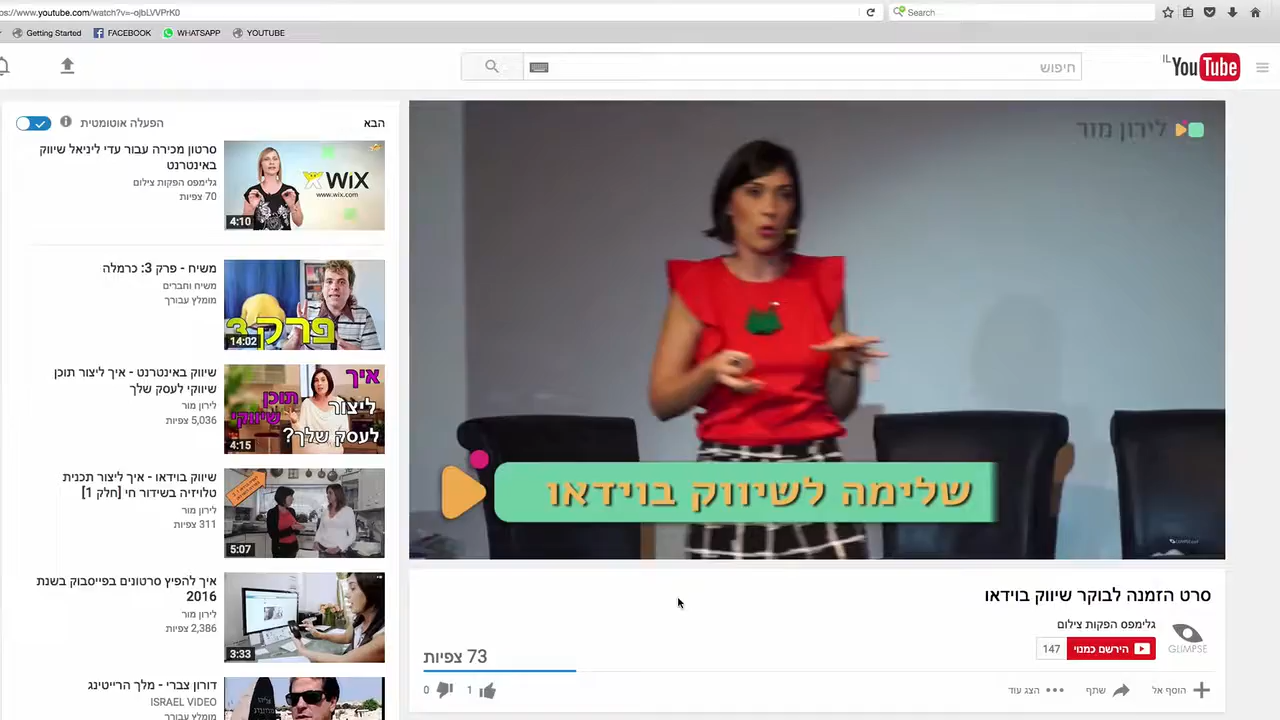 ps://www.youtube.com/watch?v=-ojbLVVPrK0
Search
Getting Started
FACEBOOK
WHATSAPP
YOUTUBE
חיפוש
YouTube IL
הבא
הפעלה אוטומטית
סרטון מכירה עבור עדי ליניאל שיווק
באינטרנט
גלימפס הפקות צילום
70 צפיות
WiX
www.wix.com
4:10
משיח - פרק 3: כרמלה
משיח וחברים
מומלץ עבורך
פרק 3
14:02
שיווק באינטרנט - איך ליצור תוכן
שיווקי לעסק שלך
לירון מור
5,036 צפיות
איך
ליצור
תוכן
שיווקי
לעסק שלך?
4:15
שיווק בוידאו - איך ליצור תכנית
טלויזיה בשידור חי [חלק 1]
לירון מור
311 צפיות
5:07
איך להפיץ סרטונים בפייסבוק בשנת
2016
לירון מור
2,386 צפיות
3:33
דורון צברי - מלך הרייטינג
ISRAEL VIDEO
מומלץ עבורך
לירון מור
שלימה לשיווק בוידאו
סרט הזמנה לבוקר שיווק בוידאו
גלימפס הפקות צילום
GLIMPSE
הירשם כמנוי
147
73 צפיות
הוסף אל
שתף
הצג עוד
1
0